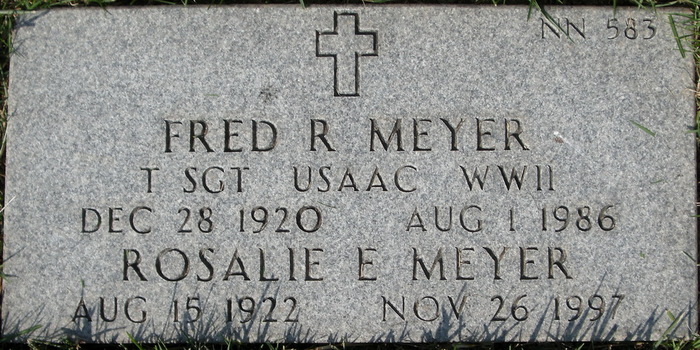 NN 583
FRED R MEYER
T SGT USAAC WWII
DEC 28 1920 AUG 1 1986
ROSALIE E MEYER
AUG 15 1922 NOV 26 1997